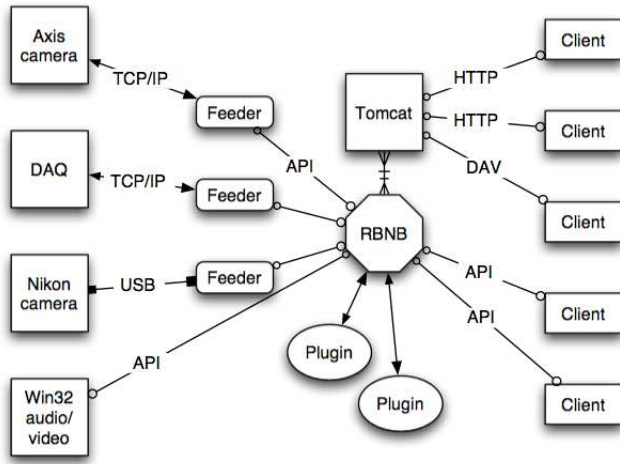 Axis
camera
TCP/IP
Feeder
API
Tomcat
HTTP
Client
HTTP
Client
DAV
Client
DAQ
TCP/IP
Feeder
RBNB
Nikon
camera
USB
Feeder
API
Client
API
Client
Plugin
Plugin
API
Win32
audio/
video